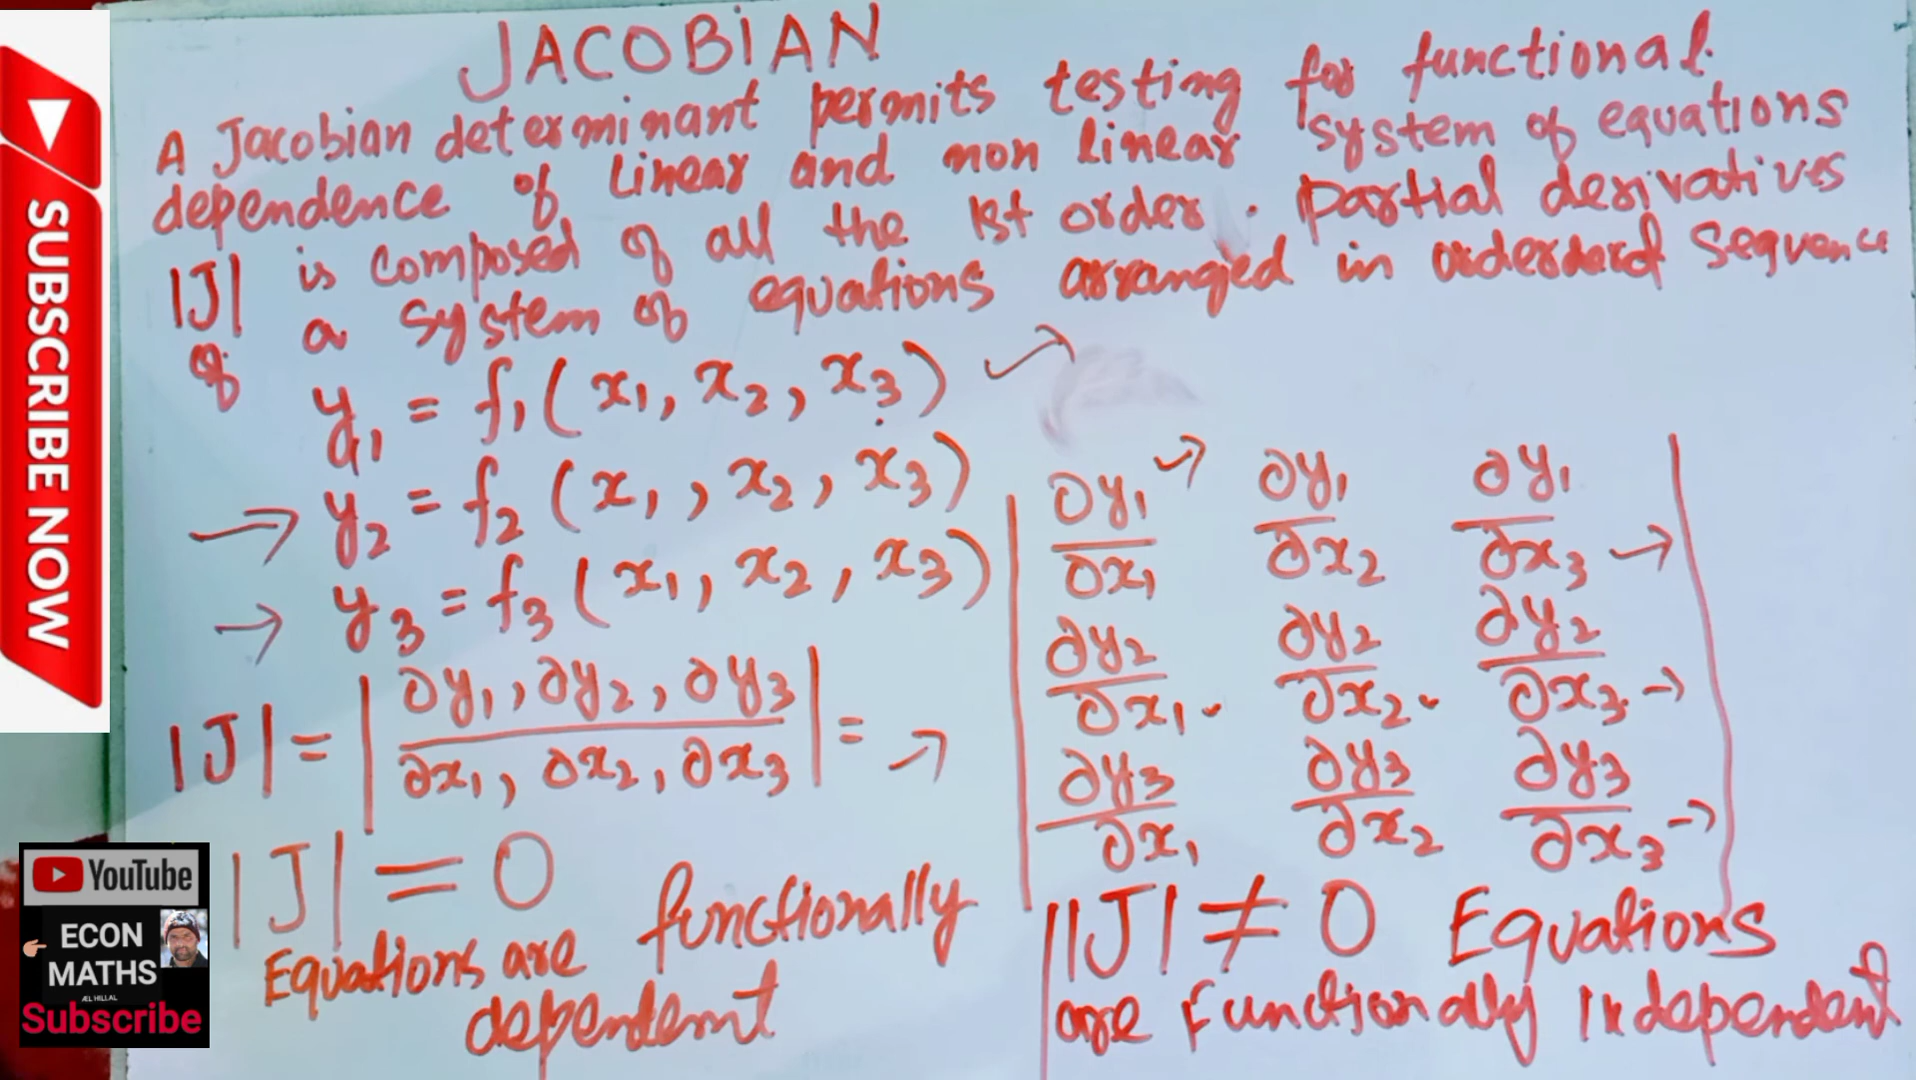 JACOBIAN
A Jacobian determinant permits testing for functional
dependence of linear and non linear system of equations
|J| is composed of all the 1st order. partial derivatives
of a system of equations arranged in orderderd sequence
y₁ = f₁(x₁, x₂, x₃) →
→ y₂ = f₂ (x₁, x₂, x₃)
→ y₃ = f₃ (x₁, x₂, x₃)
|J| = | ∂y₁, ∂y₂, ∂y₃ / ∂x₁, ∂x₂, ∂x₃ | = →
| ∂y₁/∂x₁ → ∂y₁/∂x₂ ∂y₁/∂x₃ → |
| ∂y₂/∂x₁ ∂y₂/∂x₂ ∂y₂/∂x₃ → |
| ∂y₃/∂x₁ ∂y₃/∂x₂ ∂y₃/∂x₃ → |
|J| = 0
Equations are functionally
dependent
|J| ≠ 0 Equations
are Functionally Independent
SUBSCRIBE NOW
YouTube
ECON
MATHS
ÆL HILLAL
Subscribe